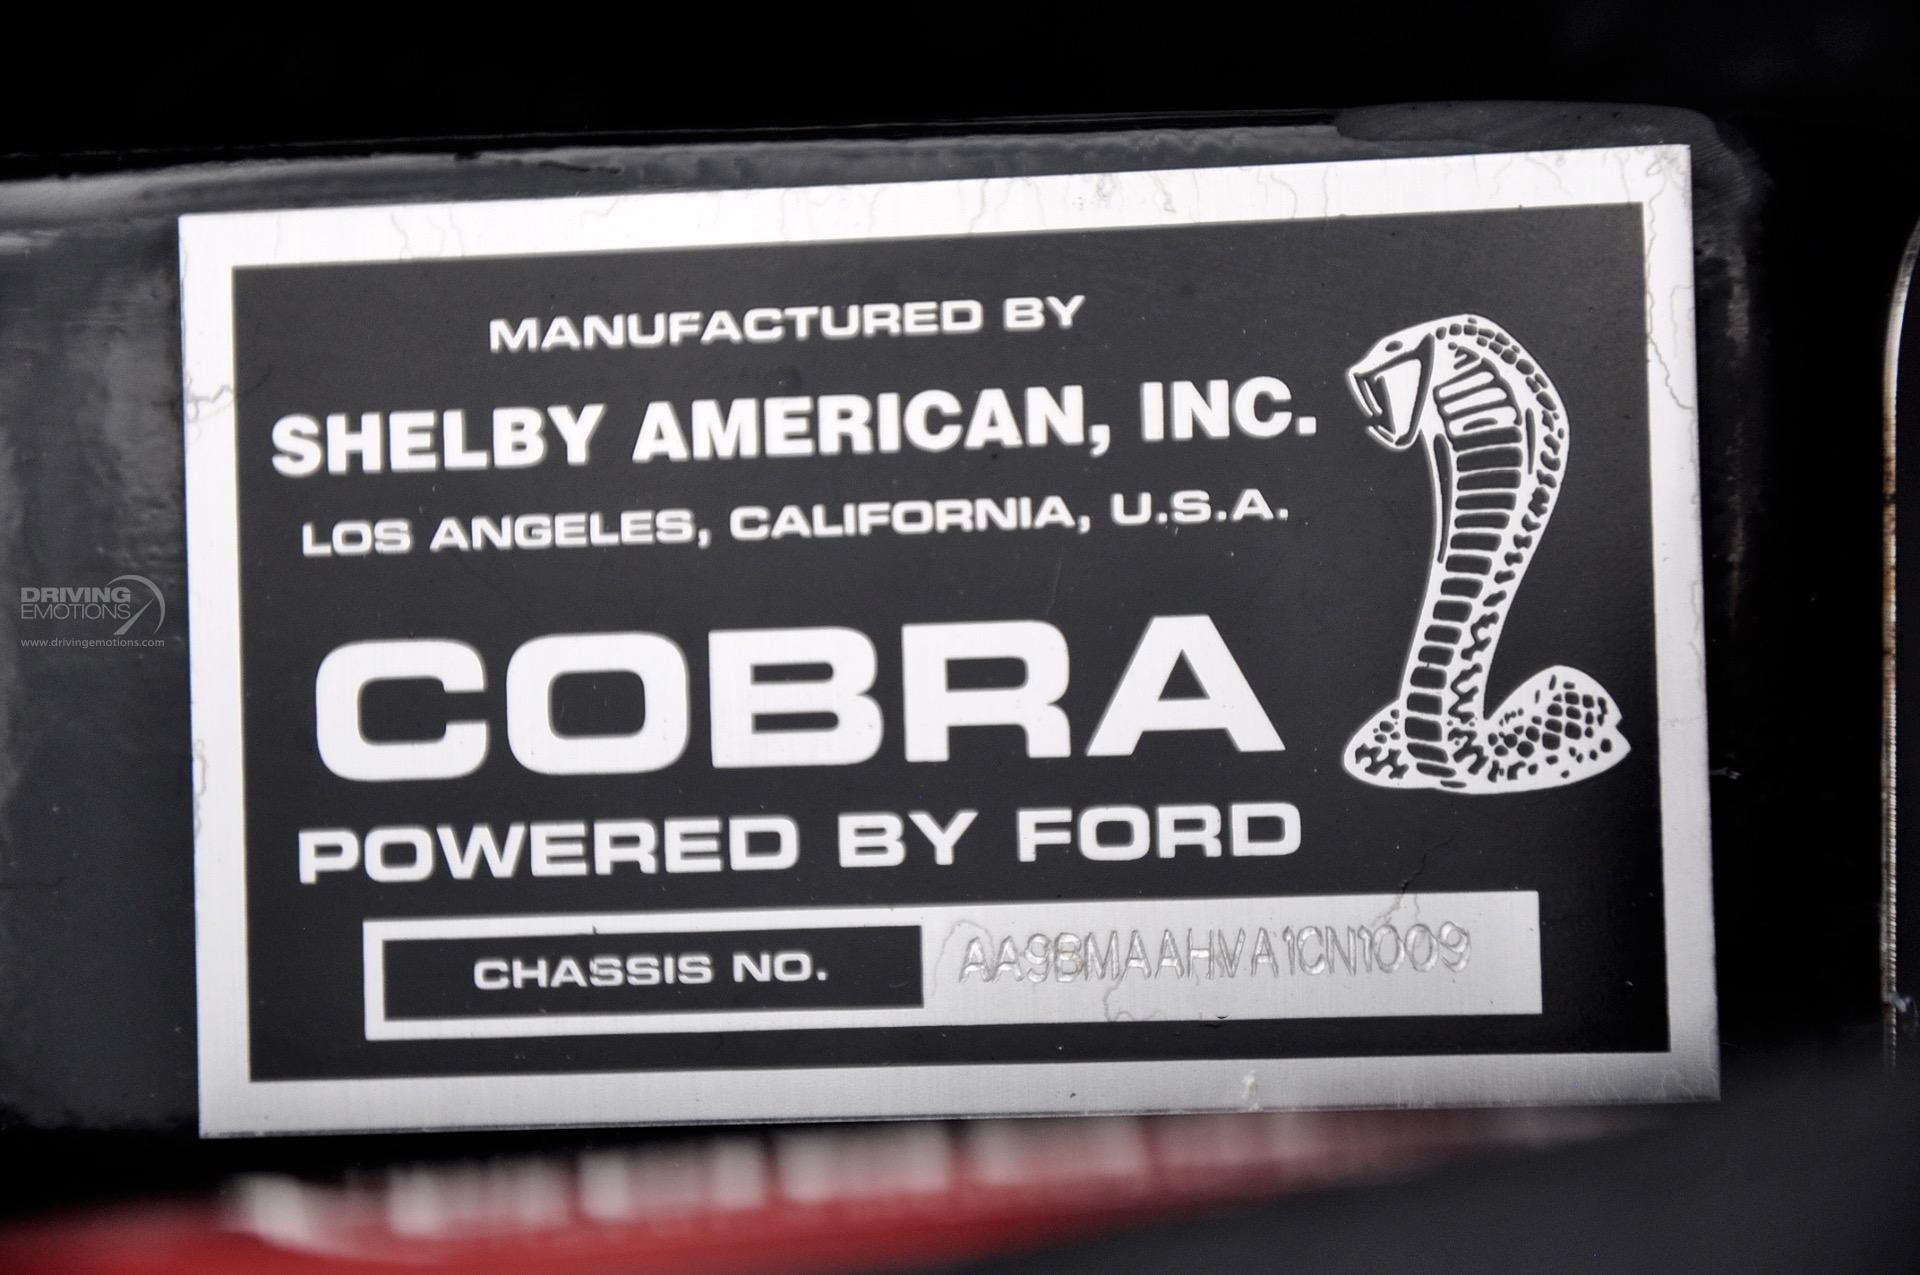 MANUFACTURED BY
SHELBY AMERICAN, INC.
LOS ANGELES, CALIFORNIA, U.S.A.
COBRA
POWERED BY FORD
CHASSIS NO. AA9BMAAHVA1CN1009
DRIVING
EMOTIONS
www.drivingemotions.com